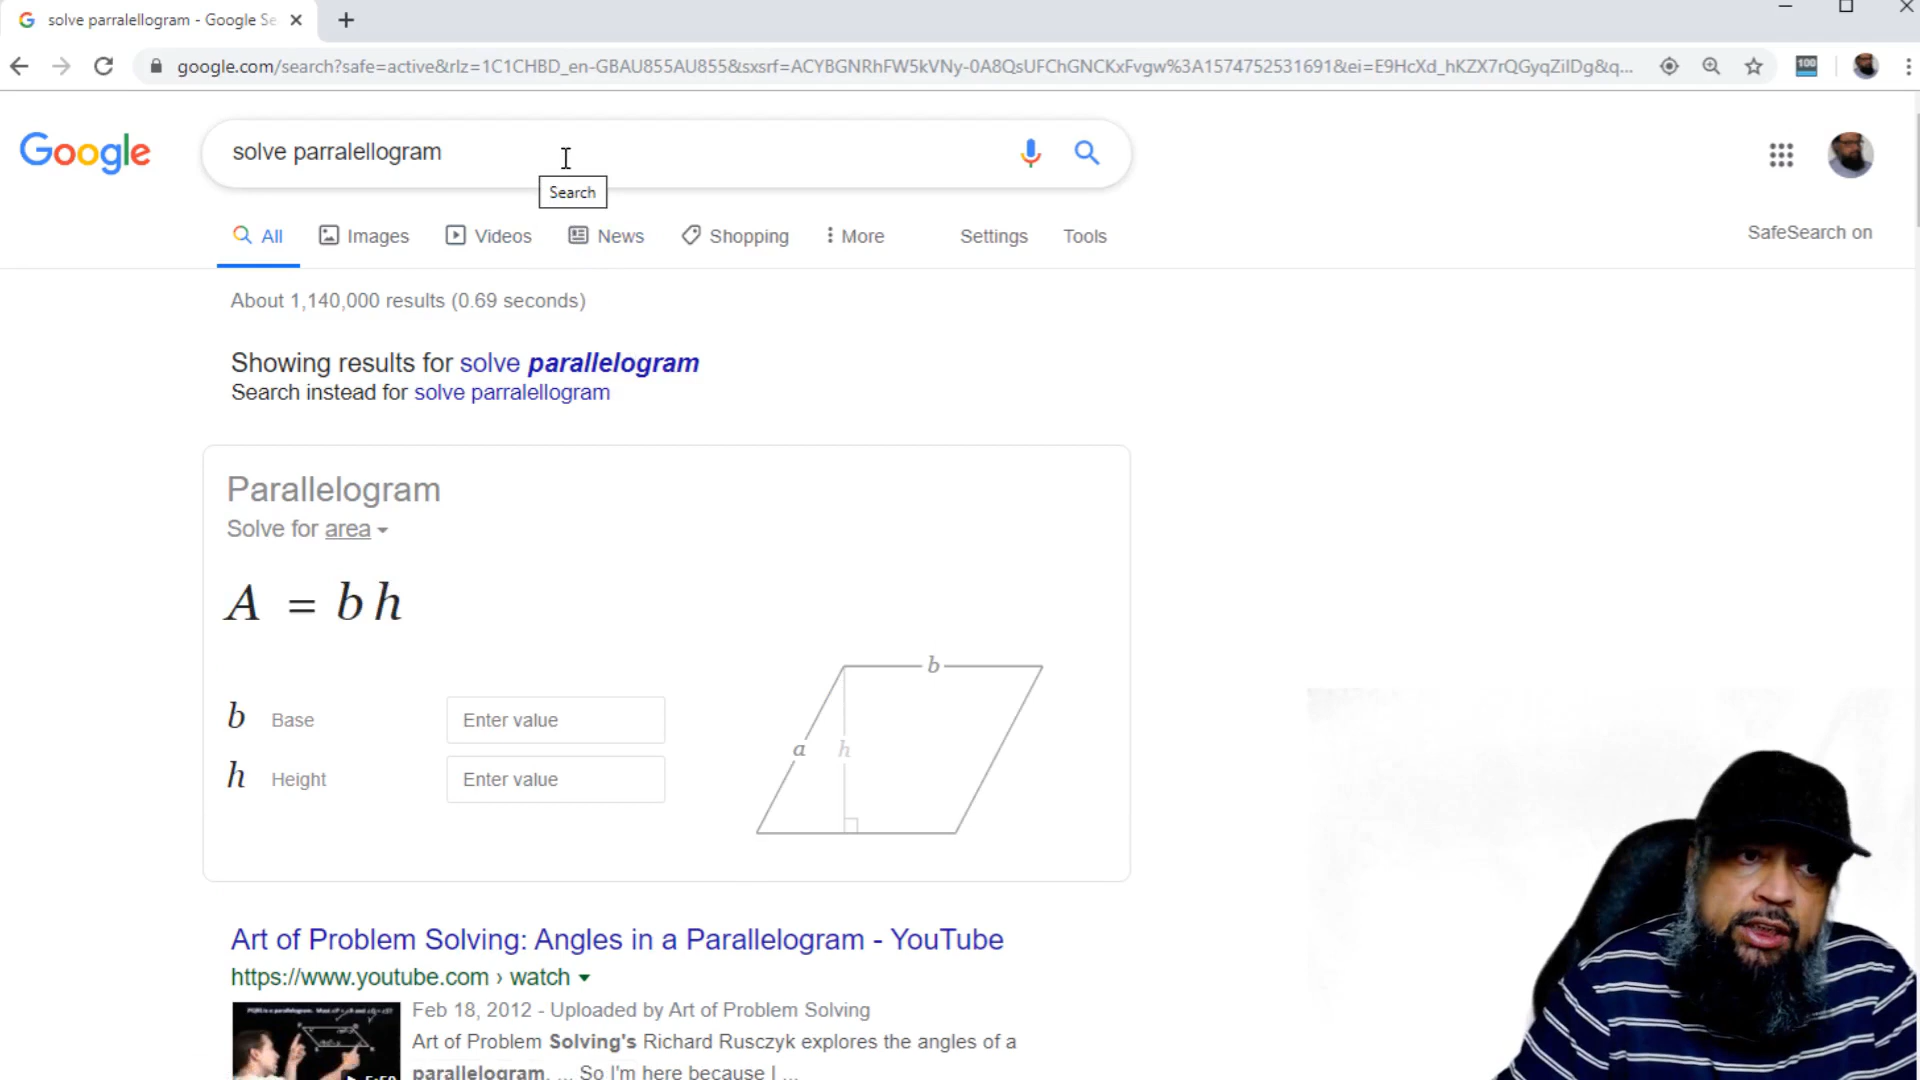 solve parralellogram - Google Se
google.com/search?safe=active&rlz=1C1CHBD_en-GBAU855AU855&sxsrf=ACYBGNRhFW5kVNy-0A8QsUFChGNCKxFvgw%3A1574752531691&ei=E9HcXd_hKZX7rQGyqZiIDg&q...
100
Google
solve parralellogram
Search
All Images Videos News Shopping More Settings Tools
SafeSearch on
About 1,140,000 results (0.69 seconds)
Showing results for solve parallelogram
Search instead for solve parralellogram
Parallelogram
Solve for area
A = b h
b Base Enter value
h Height Enter value
b
a h
Art of Problem Solving: Angles in a Parallelogram - YouTube
https://www.youtube.com › watch
Feb 18, 2012 - Uploaded by Art of Problem Solving
Art of Problem Solving's Richard Rusczyk explores the angles of a
parallelogram. ... So I'm here because I ...